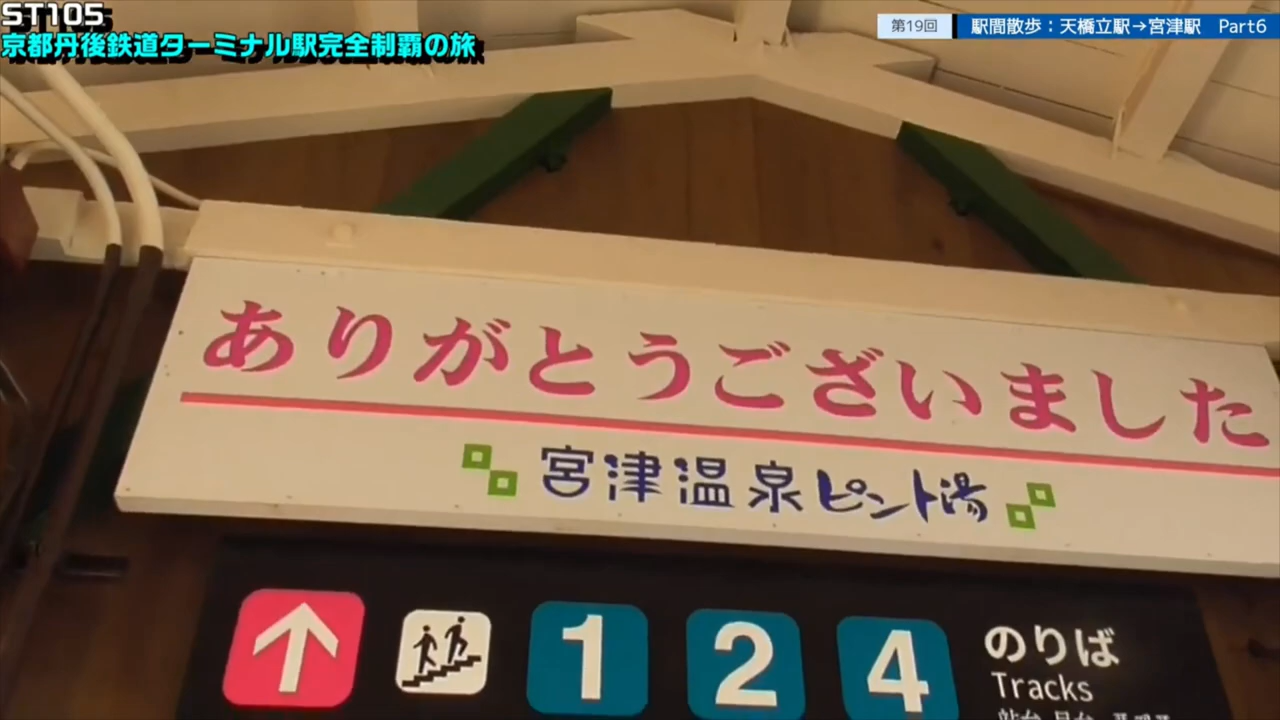 ST105
京都丹後鉄道ターミナル駅完全制覇の旅
第19回 駅間散歩：天橋立駅→宮津駅 Part6
ありがとうございました
宮津温泉ピント湯
1 2 4 のりば
Tracks